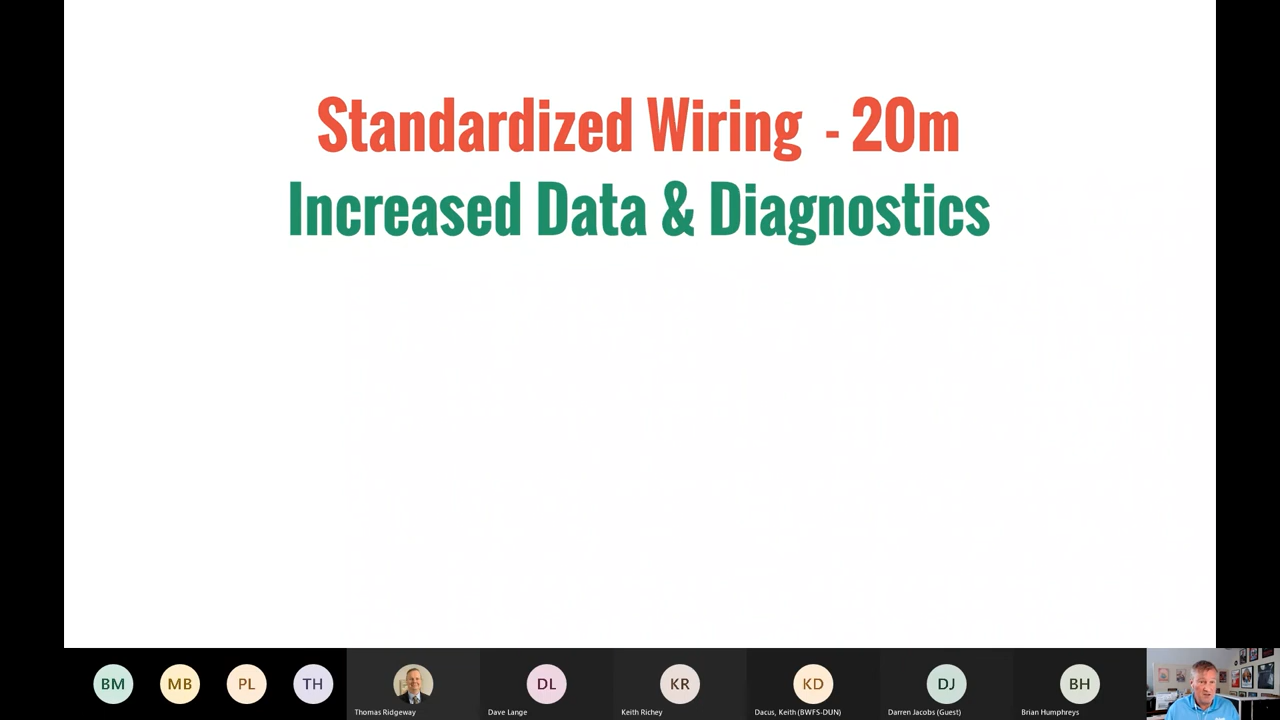 Standardized Wiring - 20m
Increased Data & Diagnostics
BM
MB
PL
TH
Thomas Ridgeway
DL
Dave Lange
KR
Keith Richey
KD
Dacus, Keith (BWFS-DUN)
DJ
Darren Jacobs (Guest)
BH
Brian Humphreys